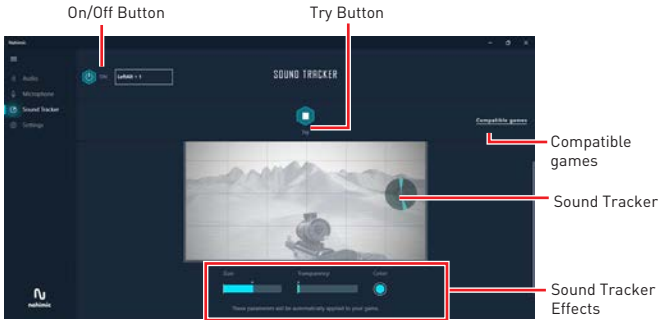 On/Off Button
Try Button
Nahimic
ON
LeftAlt + 1
SOUND TRACKER
Audio
Microphone
Sound Tracker
Settings
Try
Compatible games
Compatible
games
Sound Tracker
Size:
Transparency:
Color:
These parameters will be automatically applied to your game.
Sound Tracker
Effects
nahimic